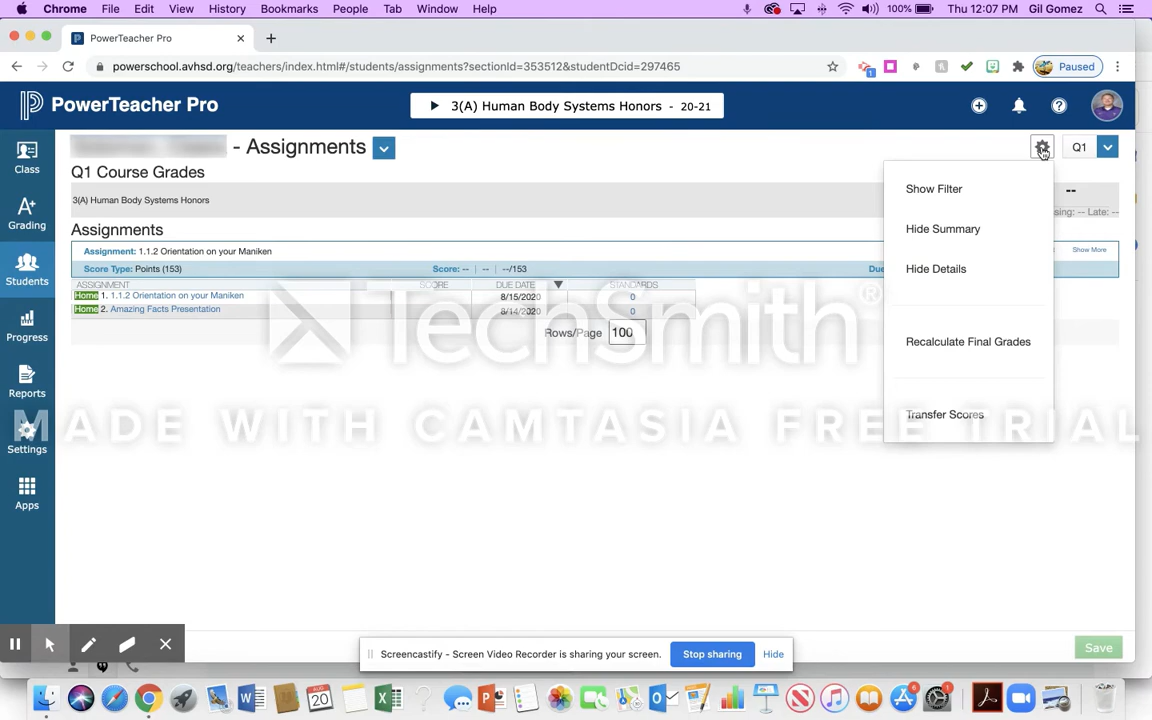 Chrome File Edit View History Bookmarks People Tab Window Help 100% Thu 12:07 PM Gil Gomez
PowerTeacher Pro
powerschool.avhsd.org/teachers/index.html#/students/assignments?sectionId=353512&studentDcid=297465 1 Paused
PowerTeacher Pro 3(A) Human Body Systems Honors - 20-21
Class
Grading
Students
Progress
Reports
Settings
Apps
- Assignments Q1
Q1 Course Grades
3(A) Human Body Systems Honors --
Late: --
Assignments
Assignment: 1.1.2 Orientation on your Maniken Show More
Score Type: Points (153) Score: -- -- --/153
ASSIGNMENT SCORE DUE DATE STANDARDS
Home 1. 1.1.2 Orientation on your Maniken 8/15/2020 0
Home 2. Amazing Facts Presentation 8/14/2020 0
Rows/Page 100
Show Filter
Hide Summary
Hide Details
Recalculate Final Grades
Transfer Scores
TechSmith®
MADE WITH CAMTASIA FREE TRIAL
Save
Screencastify - Screen Video Recorder is sharing your screen. Stop sharing Hide
AUG
20
6
1